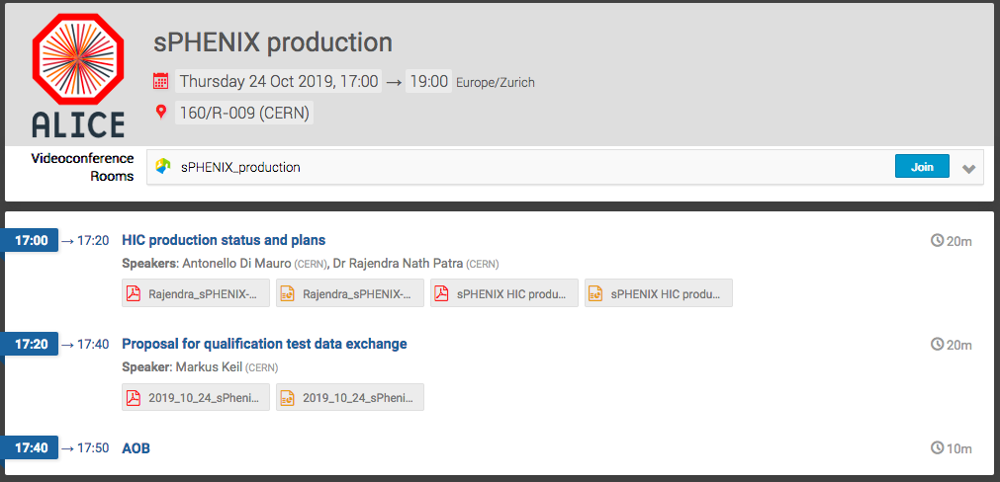 sPHENIX production
Thursday 24 Oct 2019, 17:00 → 19:00 Europe/Zurich
160/R-009 (CERN)
ALICE
Videoconference Rooms
sPHENIX_production
Join
17:00 → 17:20 HIC production status and plans 20m
Speakers: Antonello Di Mauro (CERN), Dr Rajendra Nath Patra (CERN)
Rajendra_sPHENIX-... Rajendra_sPHENIX-... sPHENIX HIC produ... sPHENIX HIC produ...
17:20 → 17:40 Proposal for qualification test data exchange 20m
Speaker: Markus Keil (CERN)
2019_10_24_sPheni... 2019_10_24_sPheni...
17:40 → 17:50 AOB 10m